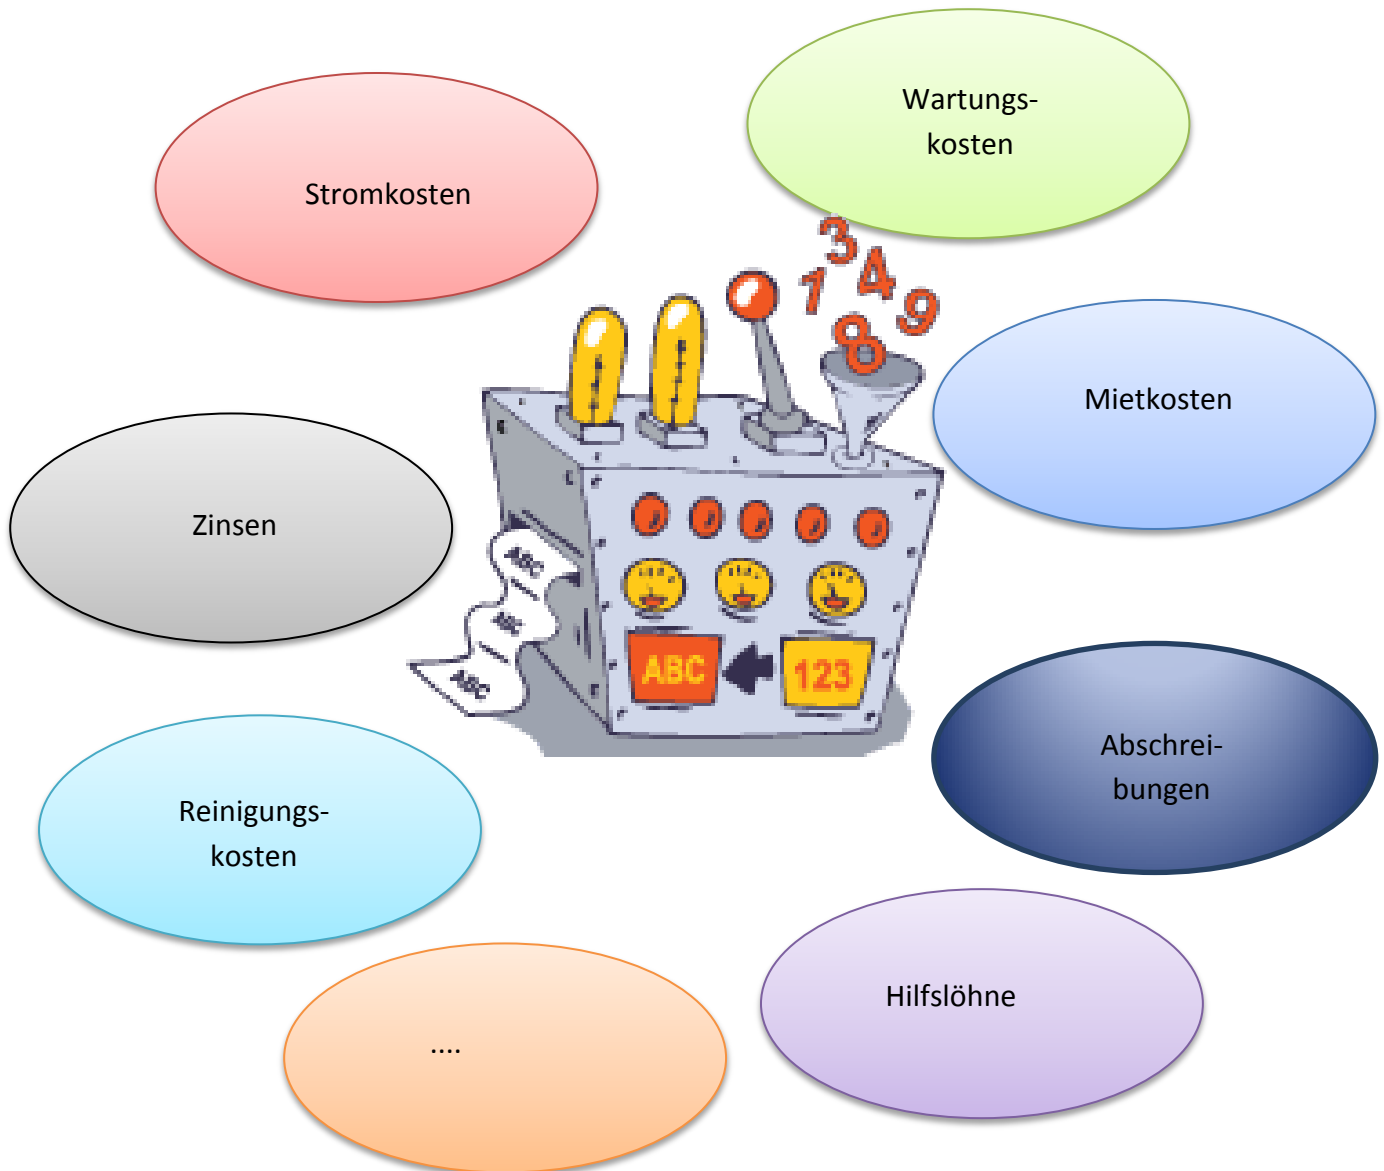 Wartungs-
kosten
Stromkosten
3
1
4
9
8
Mietkosten
Zinsen
ABC
ABC
ABC
ABC
123
Abschrei-
bungen
Reinigungs-
kosten
Hilfslöhne
....